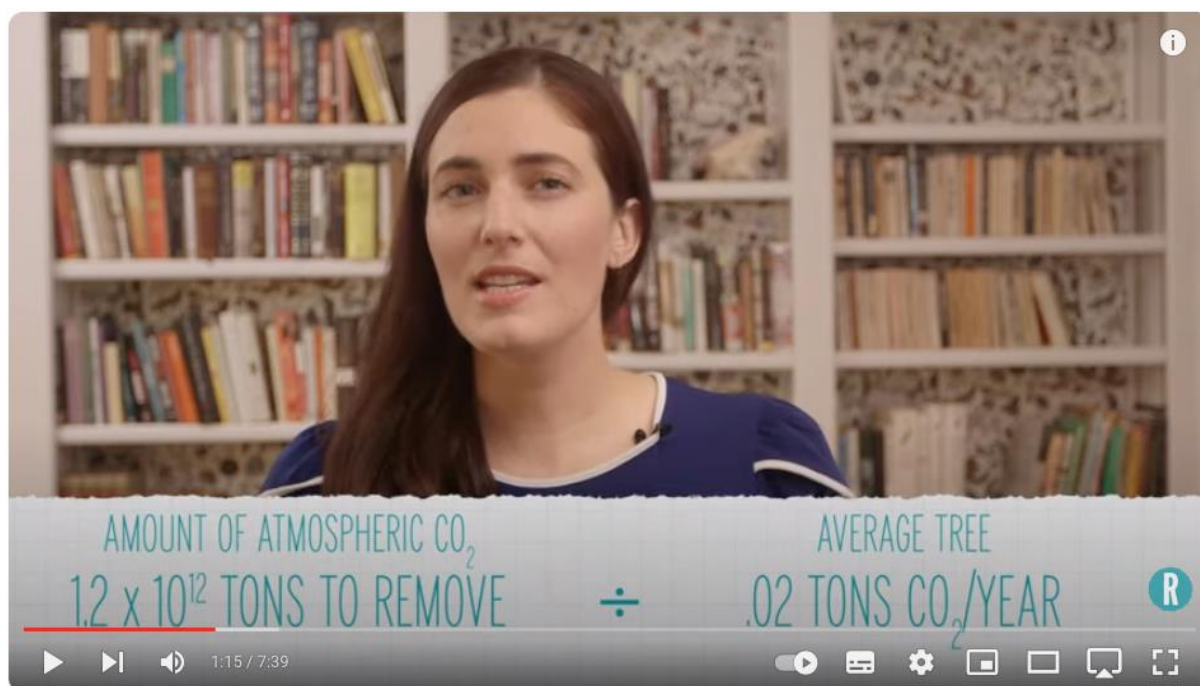 i
AMOUNT OF ATMOSPHERIC CO₂
1.2 x 10¹² TONS TO REMOVE
÷
AVERAGE TREE
.02 TONS CO₂/YEAR
R
1:15 / 7:39